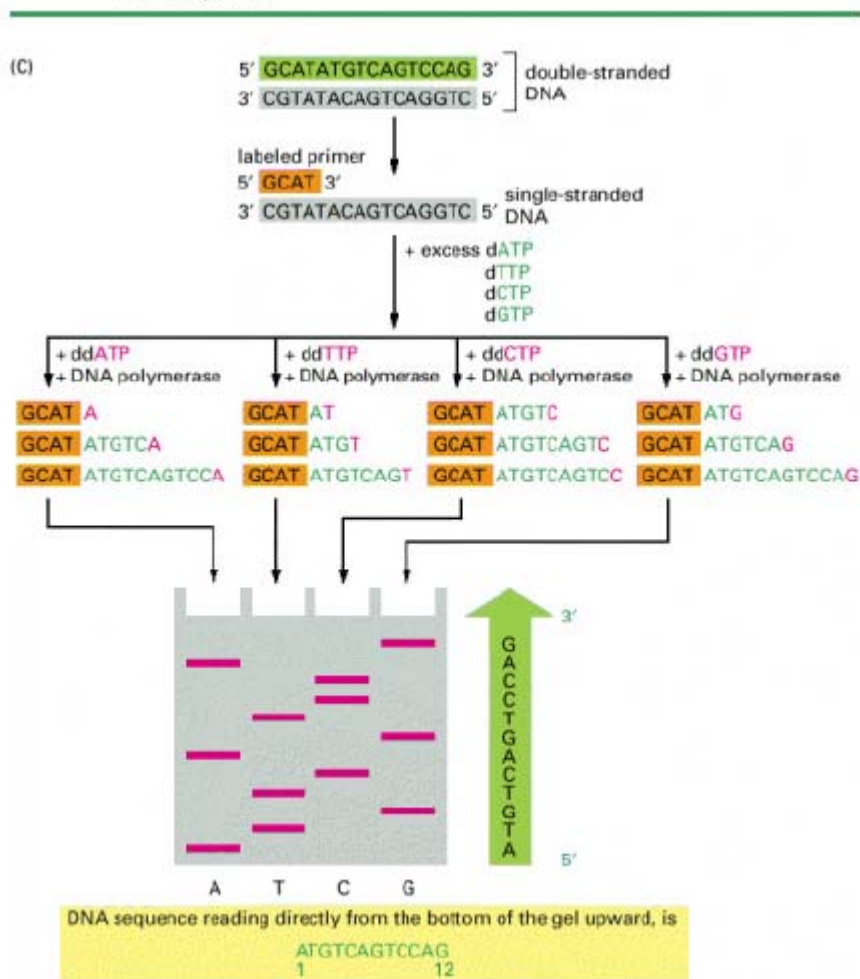 (C)
5′ GCATATGTCAGTCCAG 3′
3′ CGTATACAGTCAGGTC 5′
double-stranded
DNA
labeled primer
5′ GCAT 3′
3′ CGTATACAGTCAGGTC 5′
single-stranded
DNA
+ excess dATP
dTTP
dCTP
dGTP
+ ddATP
+ DNA polymerase
+ ddTTP
+ DNA polymerase
+ ddCTP
+ DNA polymerase
+ ddGTP
+ DNA polymerase
GCAT A
GCAT ATGTCA
GCAT ATGTCAGTCCA
GCAT AT
GCAT ATGT
GCAT ATGTCAGT
GCAT ATGTC
GCAT ATGTCAGTC
GCAT ATGTCAGTCC
GCAT ATG
GCAT ATGTCAG
GCAT ATGTCAGTCCAG
3′
G
A
C
C
T
G
A
C
T
G
T
A
5′
A T C G
DNA sequence reading directly from the bottom of the gel upward, is
ATGTCAGTCCAG
1 12